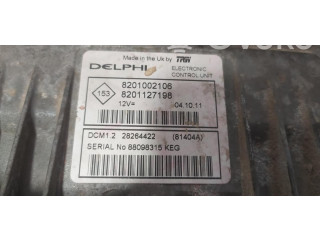 Made in the Uk by TRW
DELPHI ELECTRONIC
CONTROL UNIT
8201002106
153
8201127198
12V= 04.10.11
DCM1.2 28264422 (81404A)
SERIAL No 88098315 KEG